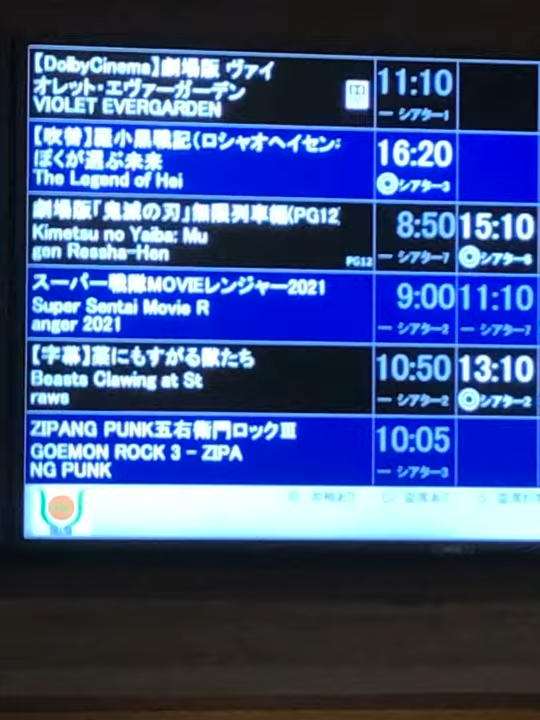 【DolbyCinema】劇場版 ヴァイ
オレット・エヴァーガーデン
VIOLET EVERGARDEN
11:10
ー シアター1
【吹替】羅小黒戦記(ロシャオヘイセンキ
ぼくが選ぶ未来
The Legend of Hei
16:20
◎シアター3
劇場版「鬼滅の刃」無限列車編(PG12)
Kimetsu no Yaiba: Mu
gen Ressha-Hen
PG12
8:50 15:10
ー シアター7 ◎シアター6
スーパー戦隊MOVIEレンジャー2021
Super Sentai Movie R
anger 2021
9:00 11:10
ー シアター2 ー シアター7
【字幕】藁にもすがる獣たち
Beasts Clawing at St
raws
10:50 13:10
ー シアター2 ◎シアター2
ZIPANG PUNK五右衛門ロックⅢ
GOEMON ROCK 3 - ZIPA
NG PUNK
10:05
ー シアター3